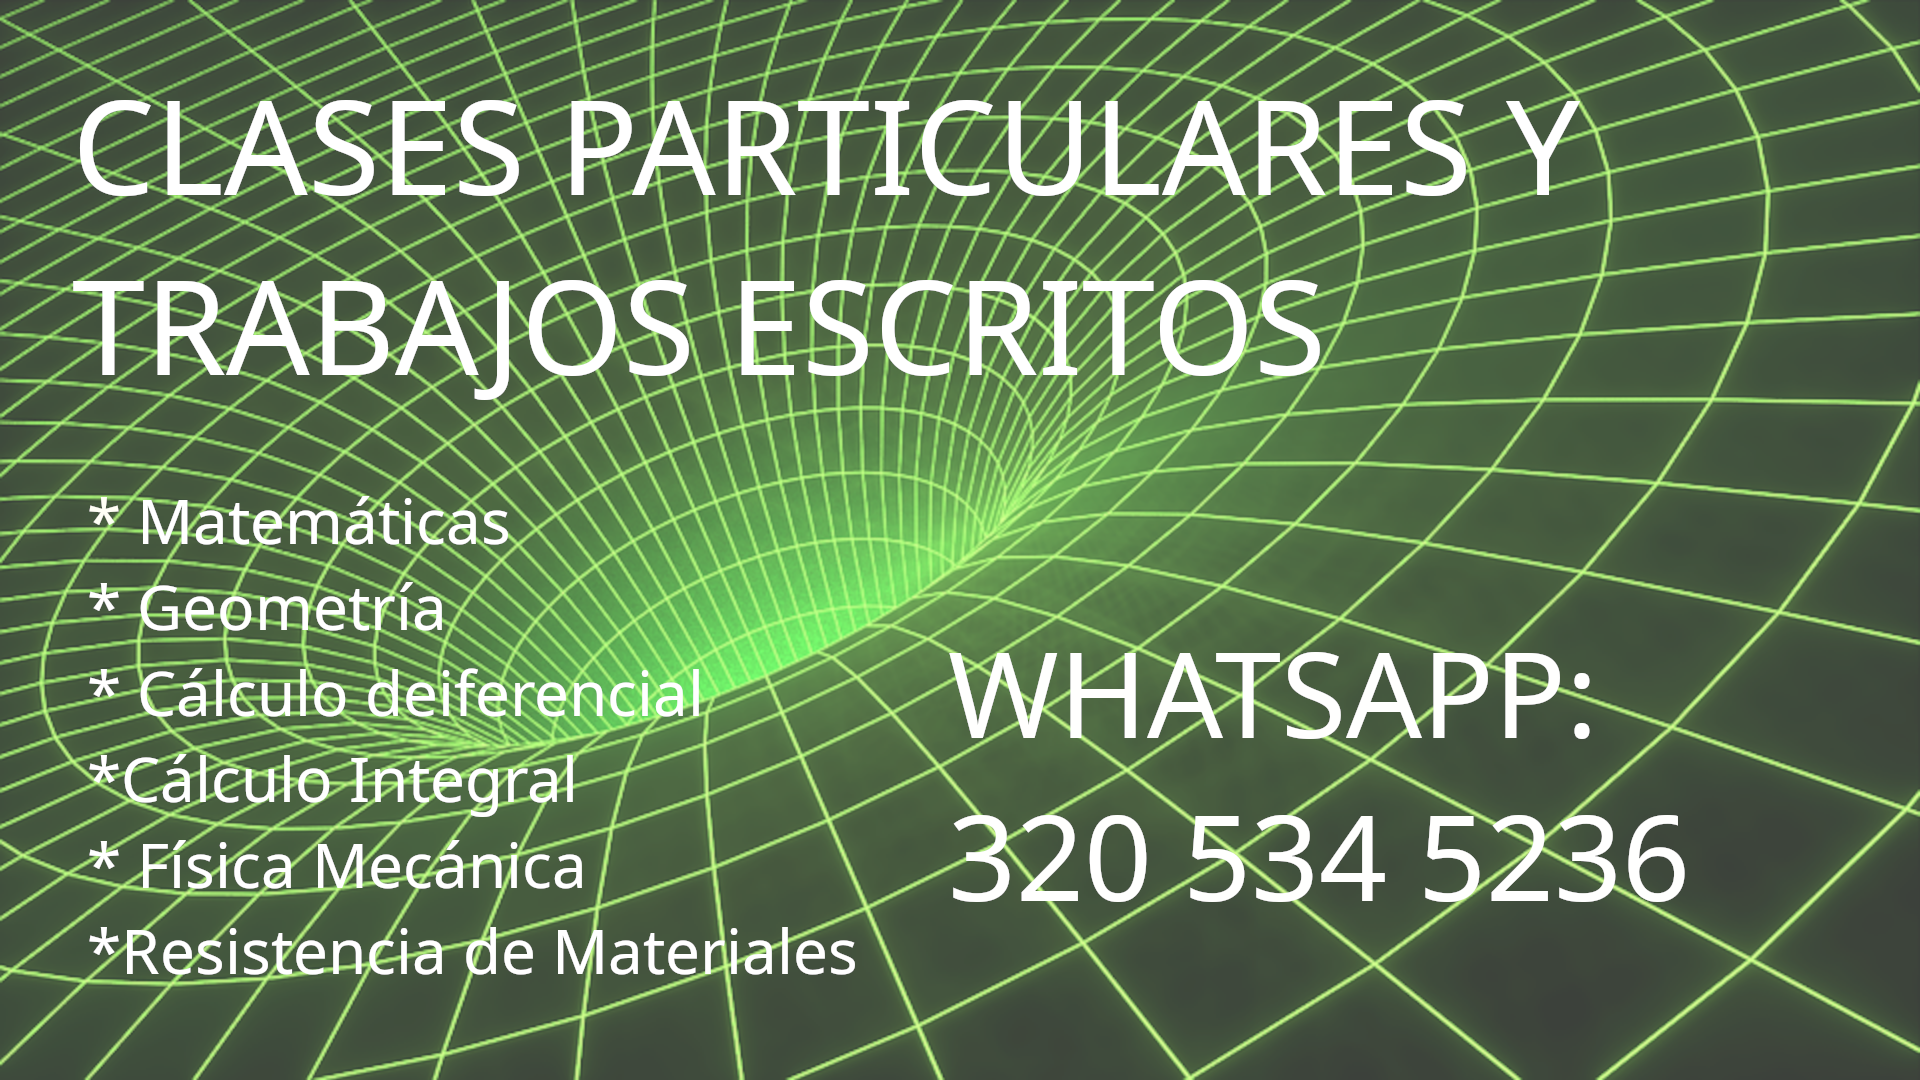 CLASES PARTICULARES Y
TRABAJOS ESCRITOS
* Matemáticas
* Geometría
* Cálculo deiferencial
*Cálculo Integral
* Física Mecánica
*Resistencia de Materiales
WHATSAPP:
320 534 5236